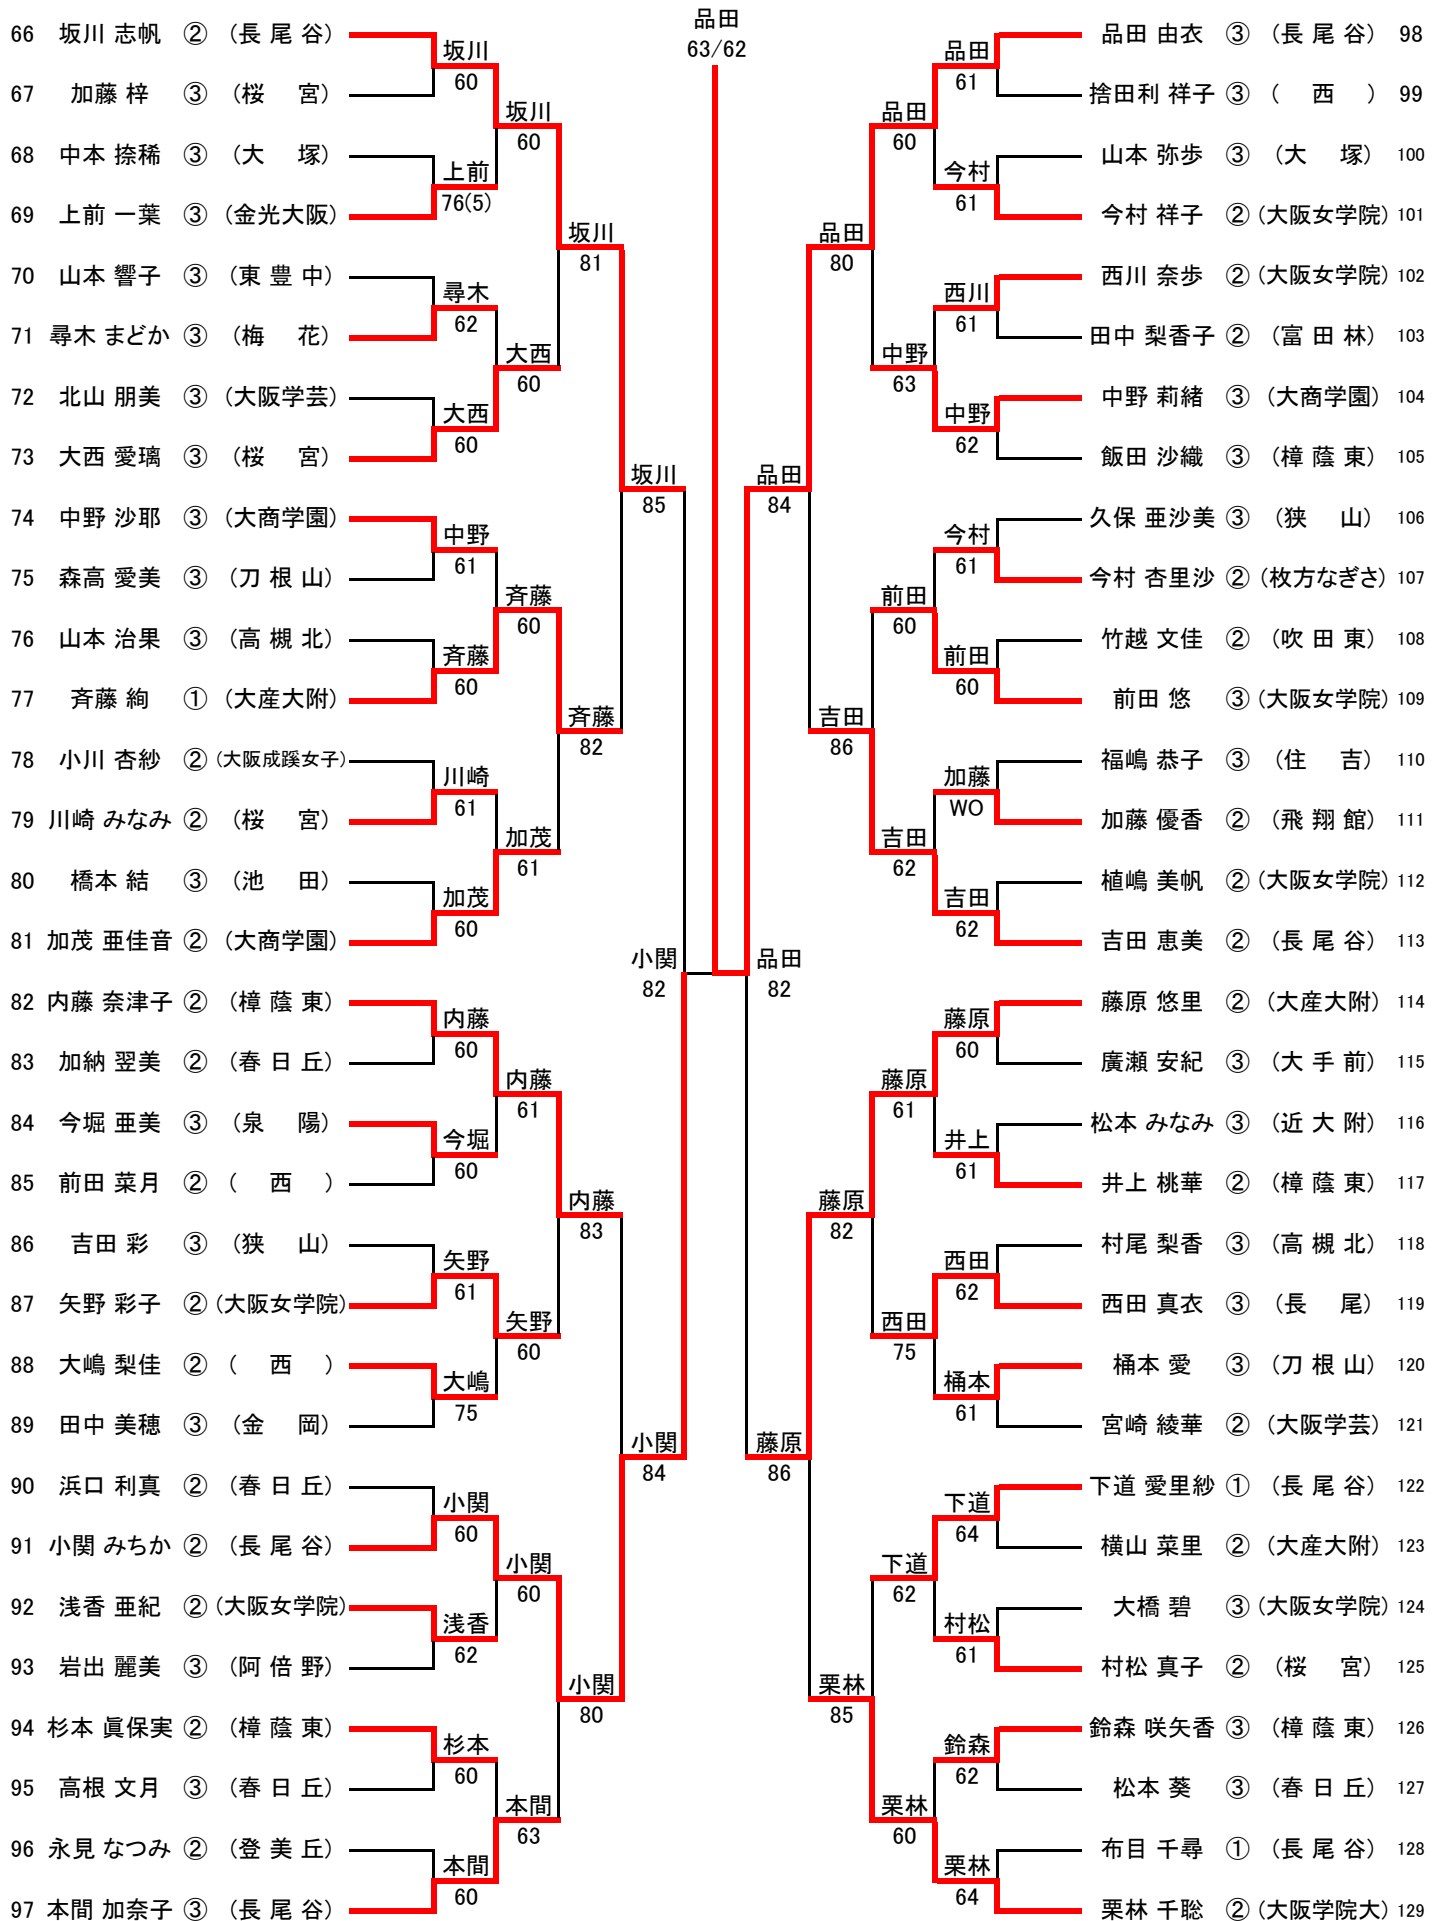 品田
63/62
66 坂川 志帆 ② (長 尾 谷)
坂川
60
67 加藤 梓 ③ (桜 宮)
坂川
60
68 中本 捺稀 ③ (大 塚)
上前
76(5)
69 上前 一葉 ③ (金光大阪)
坂川
81
70 山本 響子 ③ (東 豊 中)
尋木
62
71 尋木 まどか ③ (梅 花)
大西
60
72 北山 朋美 ③ (大阪学芸)
大西
60
73 大西 愛璃 ③ (桜 宮)
坂川
85
74 中野 沙耶 ③ (大商学園)
中野
61
75 森高 愛美 ③ (刀 根 山)
斉藤
60
76 山本 治果 ③ (高 槻 北)
斉藤
60
77 斉藤 絢 ① (大産大附)
斉藤
82
78 小川 杏紗 ② (大阪成蹊女子)
川崎
61
79 川崎 みなみ ② (桜 宮)
加茂
61
80 橋本 結 ③ (池 田)
加茂
60
81 加茂 亜佳音 ② (大商学園)
小関
82
82 内藤 奈津子 ② (樟 蔭 東)
内藤
60
83 加納 翌美 ② (春 日 丘)
内藤
61
84 今堀 亜美 ③ (泉 陽)
今堀
60
85 前田 菜月 ② ( 西 )
内藤
83
86 吉田 彩 ③ (狭 山)
矢野
61
87 矢野 彩子 ② (大阪女学院)
矢野
60
88 大嶋 梨佳 ② ( 西 )
大嶋
75
89 田中 美穂 ③ (金 岡)
小関
84
90 浜口 利真 ② (春 日 丘)
小関
60
91 小関 みちか ② (長 尾 谷)
小関
60
92 浅香 亜紀 ② (大阪女学院)
浅香
62
93 岩出 麗美 ③ (阿 倍 野)
小関
80
94 杉本 眞保実 ② (樟 蔭 東)
杉本
60
95 高根 文月 ③ (春 日 丘)
本間
63
96 永見 なつみ ② (登 美 丘)
本間
60
97 本間 加奈子 ③ (長 尾 谷)
品田 由衣 ③ (長 尾 谷) 98
品田
61
捨田利 祥子 ③ ( 西 ) 99
品田
60
山本 弥歩 ③ (大 塚) 100
今村
61
今村 祥子 ② (大阪女学院) 101
品田
80
西川 奈歩 ② (大阪女学院) 102
西川
61
田中 梨香子 ② (富 田 林) 103
中野
63
中野 莉緒 ③ (大商学園) 104
中野
62
飯田 沙織 ③ (樟 蔭 東) 105
品田
84
久保 亜沙美 ③ (狭 山) 106
今村
61
今村 杏里沙 ② (枚方なぎさ) 107
前田
60
竹越 文佳 ② (吹 田 東) 108
前田
60
前田 悠 ③ (大阪女学院) 109
吉田
86
福嶋 恭子 ③ (住 吉) 110
加藤
WO
加藤 優香 ② (飛 翔 館) 111
吉田
62
植嶋 美帆 ② (大阪女学院) 112
吉田
62
吉田 恵美 ② (長 尾 谷) 113
品田
82
藤原 悠里 ② (大産大附) 114
藤原
60
廣瀬 安紀 ③ (大 手 前) 115
藤原
61
松本 みなみ ③ (近 大 附) 116
井上
61
井上 桃華 ② (樟 蔭 東) 117
藤原
82
村尾 梨香 ③ (高 槻 北) 118
西田
62
西田 真衣 ③ (長 尾) 119
西田
75
桶本 愛 ③ (刀 根 山) 120
桶本
61
宮崎 綾華 ② (大阪学芸) 121
藤原
86
下道 愛里紗 ① (長 尾 谷) 122
下道
64
横山 菜里 ② (大産大附) 123
下道
62
大橋 碧 ③ (大阪女学院) 124
村松
61
村松 真子 ② (桜 宮) 125
栗林
85
鈴森 咲矢香 ③ (樟 蔭 東) 126
鈴森
62
松本 葵 ③ (春 日 丘) 127
栗林
60
布目 千尋 ① (長 尾 谷) 128
栗林
64
栗林 千聡 ② (大阪学院大) 129